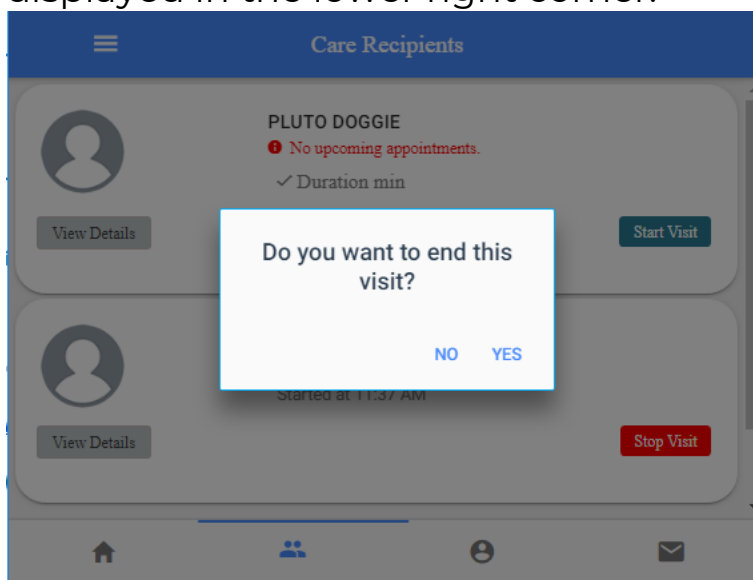 displayed in the lower right corner.
Care Recipients
PLUTO DOGGIE
No upcoming appointments.
Duration min
View Details
Start Visit
Do you want to end this
visit?
NO YES
Started at 11:37 AM
View Details
Stop Visit